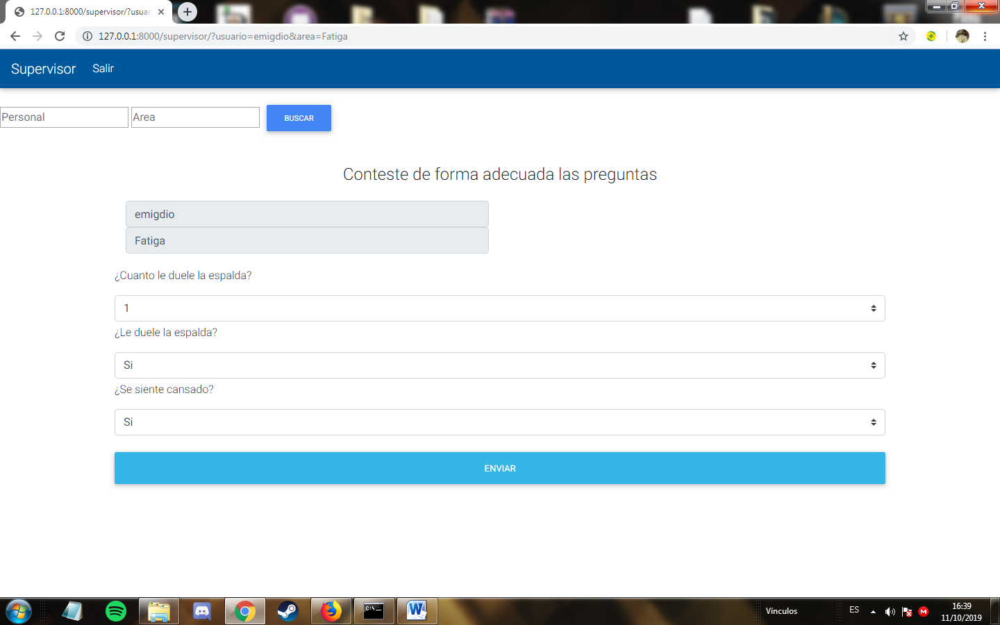 127.0.0.1:8000/supervisor/?usuar
127.0.0.1:8000/supervisor/?usuario=emigdio&area=Fatiga
Supervisor Salir
Personal Area BUSCAR
Conteste de forma adecuada las preguntas
emigdio
Fatiga
¿Cuanto le duele la espalda?
1
¿Le duele la espalda?
Si
¿Se siente cansado?
Si
ENVIAR
Vínculos ES 16:39
11/10/2019